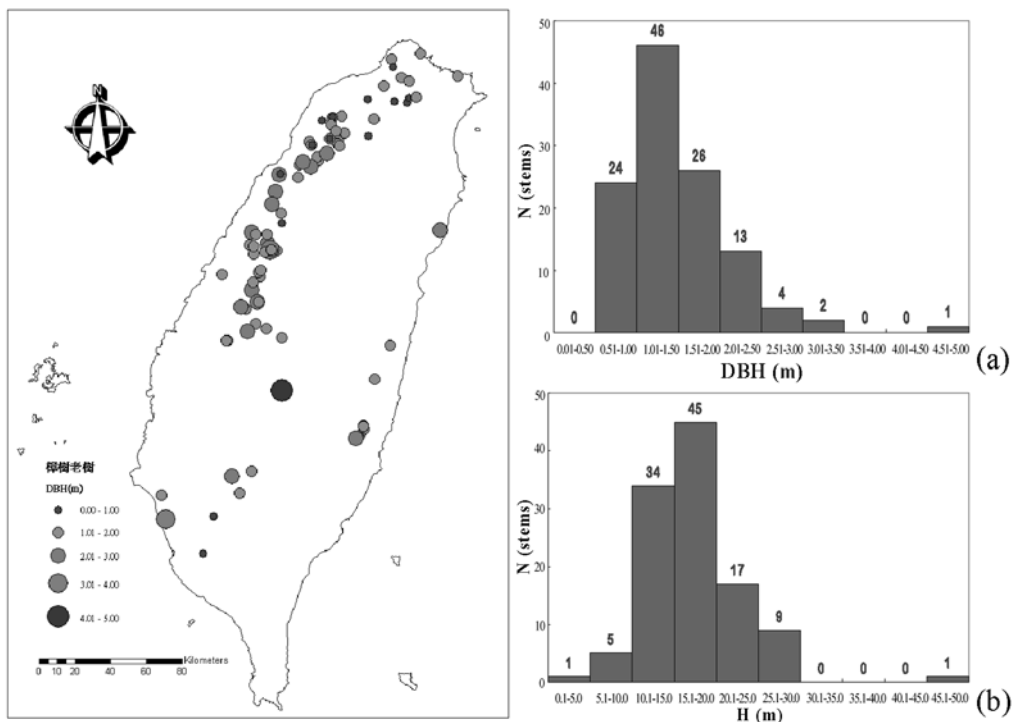 N
樟樹老樹
DBH(m)
0.00 - 1.00
1.01 - 2.00
2.01 - 3.00
3.01 - 4.00
4.01 - 5.00
0 10 20 40 60 80 Kilometers
N (stems)
50
40
30
20
10
0
0 24 46 26 13 4 2 0 0 1
0.01-0.50 0.51-1.00 1.01-1.50 1.51-2.00 2.01-2.50 2.51-3.00 3.01-3.50 3.51-4.00 4.01-4.50 4.51-5.00
DBH (m)
(a)
N (stems)
50
40
30
20
10
0
1 5 34 45 17 9 0 0 0 1
0.1-5.0 5.1-10.0 10.1-15.0 15.1-20.0 20.1-25.0 25.1-30.0 30.1-35.0 35.1-40.0 40.1-45.0 45.1-50.0
H (m)
(b)